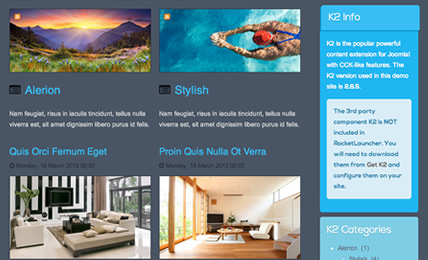 Alerion
Nam feugiat, risus in iaculis tincidunt, tellus nulla
viverra est, sit amet dignissim libero purus id felis.
Stylish
Nam feugiat, risus in iaculis tincidunt, tellus nulla
viverra est, sit amet dignissim libero purus id felis.
Quis Orci Fernum Eget
Monday, 18 March 2013 00:00
Proin Quis Nulla Ot Verra
Monday, 18 March 2013 00:00
K2 Info
K2 is the popular powerful
content extension for Joomla!
with CCK-like features. The
K2 version used in this demo
site is 2.6.5.
The 3rd party
component K2 is NOT
included in
RocketLauncher. You
will need to download
them from Get K2 and
configure them on your
site.
K2 Categories
Alerion (1)
Stylish (4)